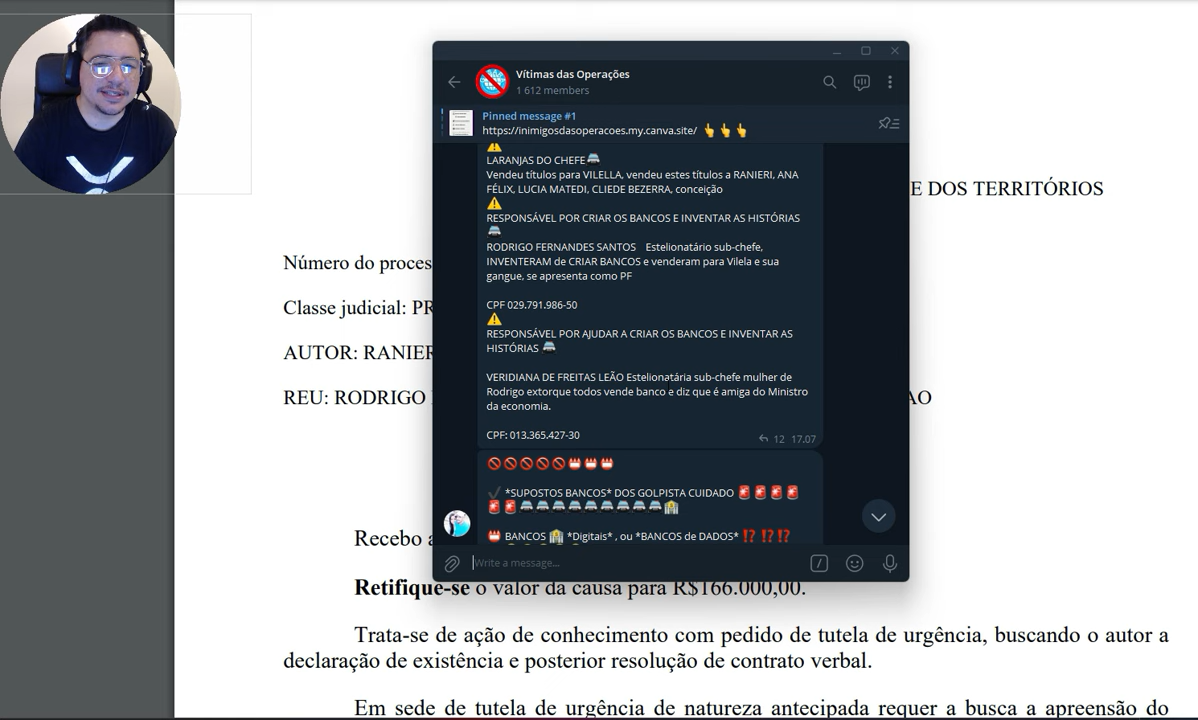 E DOS TERRITÓRIOS
Número do proces
Classe judicial: PR
AUTOR: RANIER
REU: RODRIGO
AO
Recebo a
Retifique-se o valor da causa para R$166.000,00.
Trata-se de ação de conhecimento com pedido de tutela de urgência, buscando o autor a
declaração de existência e posterior resolução de contrato verbal.
Em sede de tutela de urgência de natureza antecipada requer a busca a apreensão do
Vítimas das Operações
1 612 members
Pinned message #1
https://inimigosdasoperacoes.my.canva.site/ 👆👆👆
⚠️
LARANJAS DO CHEFE🚔
Vendeu títulos para VILELLA, vendeu estes títulos a RANIERI, ANA
FÉLIX, LUCIA MATEDI, CLIEDE BEZERRA, conceição
⚠️
RESPONSÁVEL POR CRIAR OS BANCOS E INVENTAR AS HISTÓRIAS
🚔
RODRIGO FERNANDES SANTOS Estelionatário sub-chefe,
INVENTERAM de CRIAR BANCOS e venderam para Vilela e sua
gangue, se apresenta como PF
CPF 029.791.986-50
⚠️
RESPONSÁVEL POR AJUDAR A CRIAR OS BANCOS E INVENTAR AS
HISTÓRIAS 🚔
VERIDIANA DE FREITAS LEÃO Estelionatária sub-chefe mulher de
Rodrigo extorque todos vende banco e diz que é amiga do Ministro
da economia.
CPF: 013.365.427-30
12 17.07
🚫🚫🚫🚫🚫📛📛📛
✔️ *SUPOSTOS BANCOS* DOS GOLPISTA CUIDADO 🚨🚨🚨🚨
🚨🚨🚔🚔🚔🚔🚔🚔🚔🚔🚔🏦
📛 BANCOS 🏦 *Digitais* , ou *BANCOS de DADOS* ⁉️⁉️⁉️
Write a message...